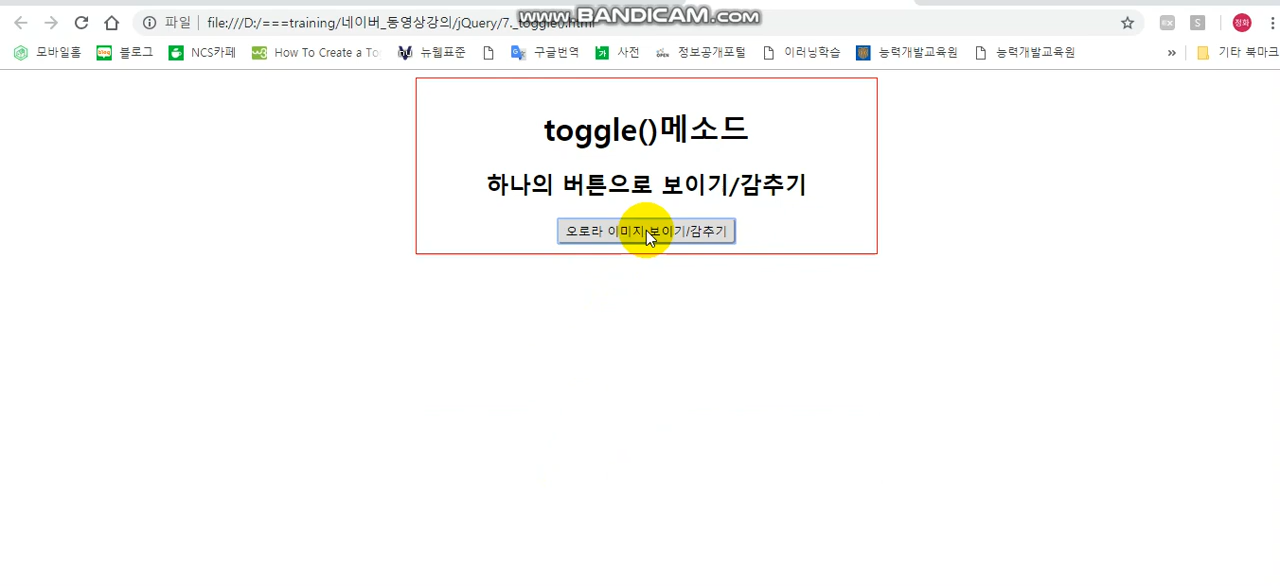 파일
file:///D:/===training/네이버_동영상강의/jQuery/7._toggle().html
www.BANDICAM.com
정화
모바일홈
블로그
NCS카페
How To Create a To
뉴웹표준
구글번역
사전
OPEN
정보공개포털
이러닝학습
능력개발교육원
능력개발교육원
»
기타 북마크
toggle()메소드
하나의 버튼으로 보이기/감추기
오로라 이미지 보이기/감추기